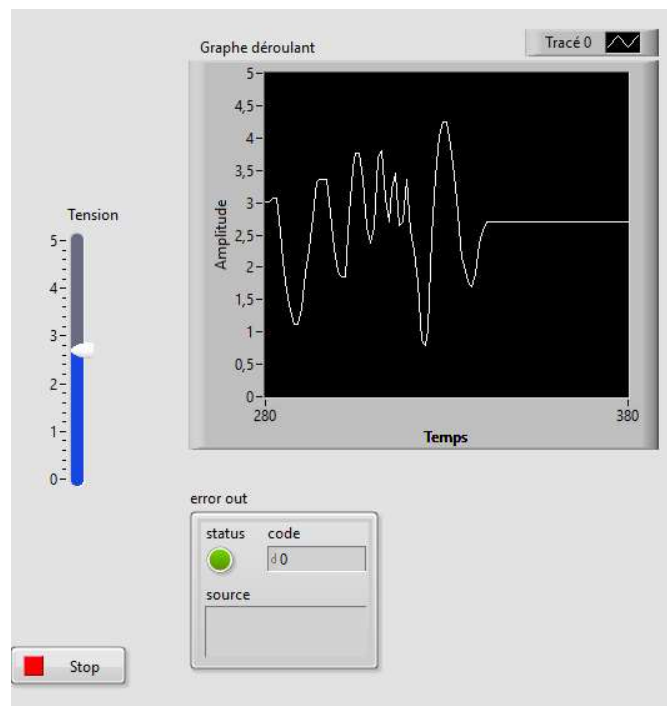 Graphe déroulant
Tracé 0
5
4,5
4
3,5
3
2,5
2
1,5
1
0,5
0
Amplitude
280
380
Temps
Tension
5
4
3
2
1
0
error out
status
code
d 0
source
Stop